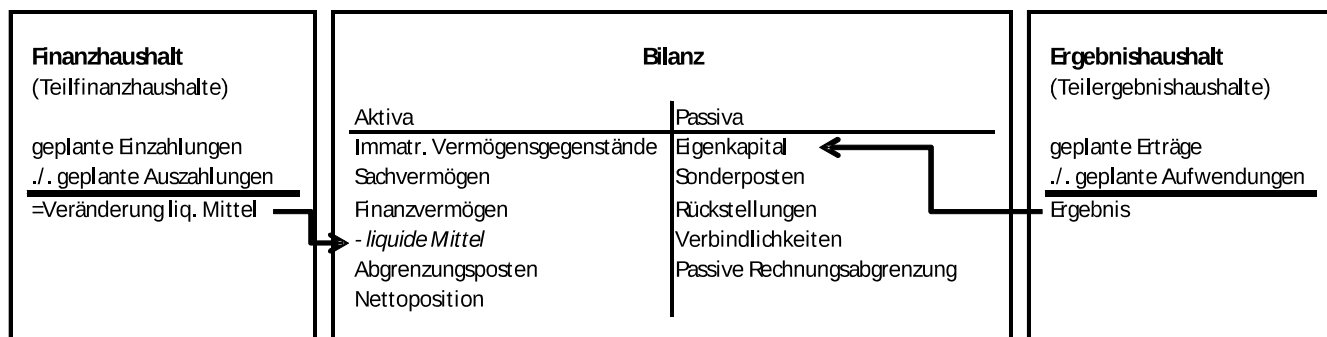 Finanzhaushalt
(Teilfinanzhaushalte)
geplante Einzahlungen
./. geplante Auszahlungen
=Veränderung liq. Mittel
Bilanz
Aktiva
Passiva
Immatr. Vermögensgegenstände
Eigenkapital
Sachvermögen
Sonderposten
Finanzvermögen
Rückstellungen
- liquide Mittel
Verbindlichkeiten
Abgrenzungsposten
Passive Rechnungsabgrenzung
Nettoposition
Ergebnishaushalt
(Teilergebnishaushalte)
geplante Erträge
./. geplante Aufwendungen
Ergebnis